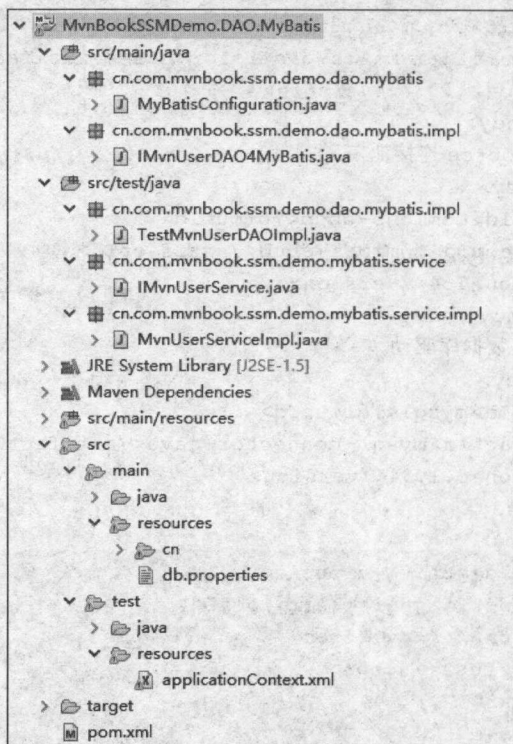 MvnBookSSMDemo.DAO.MyBatis
src/main/java
cn.com.mvnbook.ssm.demo.dao.mybatis
MyBatisConfiguration.java
cn.com.mvnbook.ssm.demo.dao.mybatis.impl
IMvnUserDAO4MyBatis.java
src/test/java
cn.com.mvnbook.ssm.demo.dao.mybatis.impl
TestMvnUserDAOImpl.java
cn.com.mvnbook.ssm.demo.mybatis.service
IMvnUserService.java
cn.com.mvnbook.ssm.demo.mybatis.service.impl
MvnUserServiceImpl.java
JRE System Library [J2SE-1.5]
Maven Dependencies
src/main/resources
src
main
java
resources
cn
db.properties
test
java
resources
applicationContext.xml
target
pom.xml